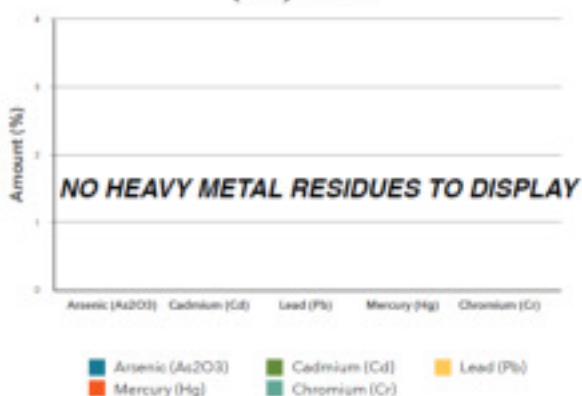 Amount (%)
4
3
2
NO HEAVY METAL RESIDUES TO DISPLAY
1
0
Arsenic (As2O3) Cadmium (Cd) Lead (Pb) Mercury (Hg) Chromium (Cr)
Arsenic (As2O3) Cadmium (Cd) Lead (Pb)
Mercury (Hg) Chromium (Cr)